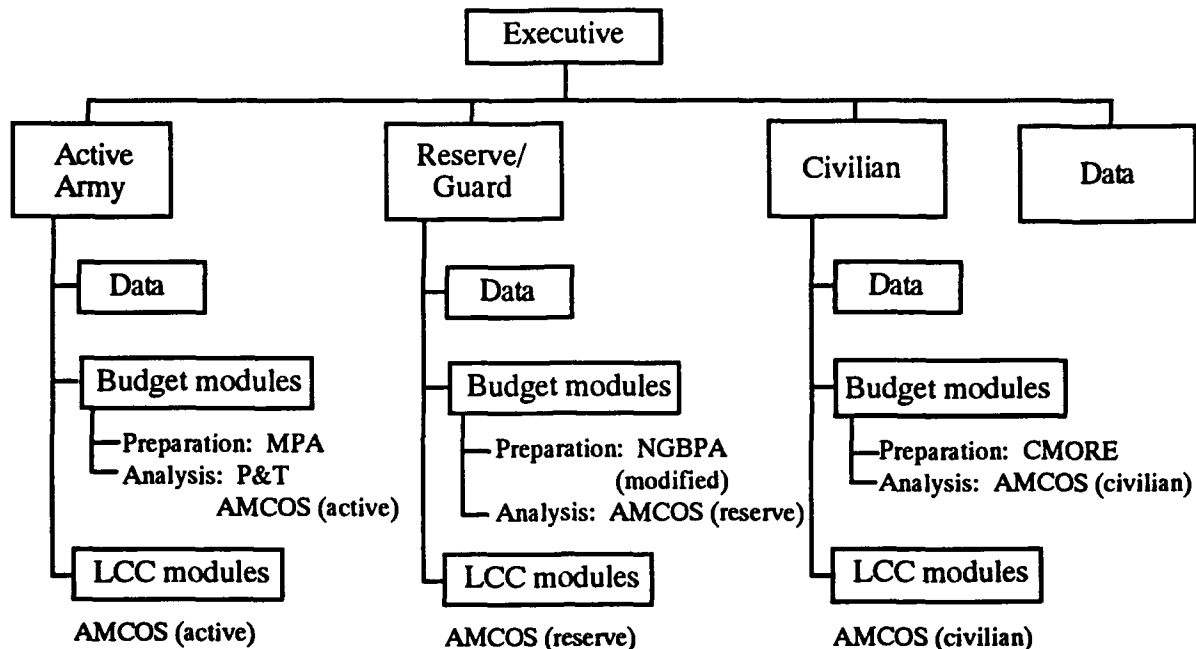 Executive
Active
Army
Reserve/
Guard
Civilian
Data
Data
Budget modules
Preparation: MPA
Analysis: P&T
AMCOS (active)
LCC modules
AMCOS (active)
Data
Budget modules
Preparation: NGBPA
(modified)
Analysis: AMCOS (reserve)
LCC modules
AMCOS (reserve)
Data
Budget modules
Preparation: CMORE
Analysis: AMCOS (civilian)
LCC modules
AMCOS (civilian)